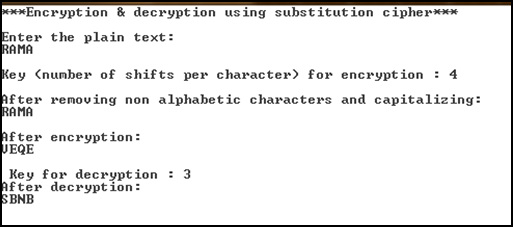 ***Encryption & decryption using substitution cipher***
Enter the plain text:
RAMA
Key (number of shifts per character) for encryption : 4
After removing non alphabetic characters and capitalizing:
RAMA
After encryption:
VEQE
Key for decryption : 3
After decryption:
SBNB